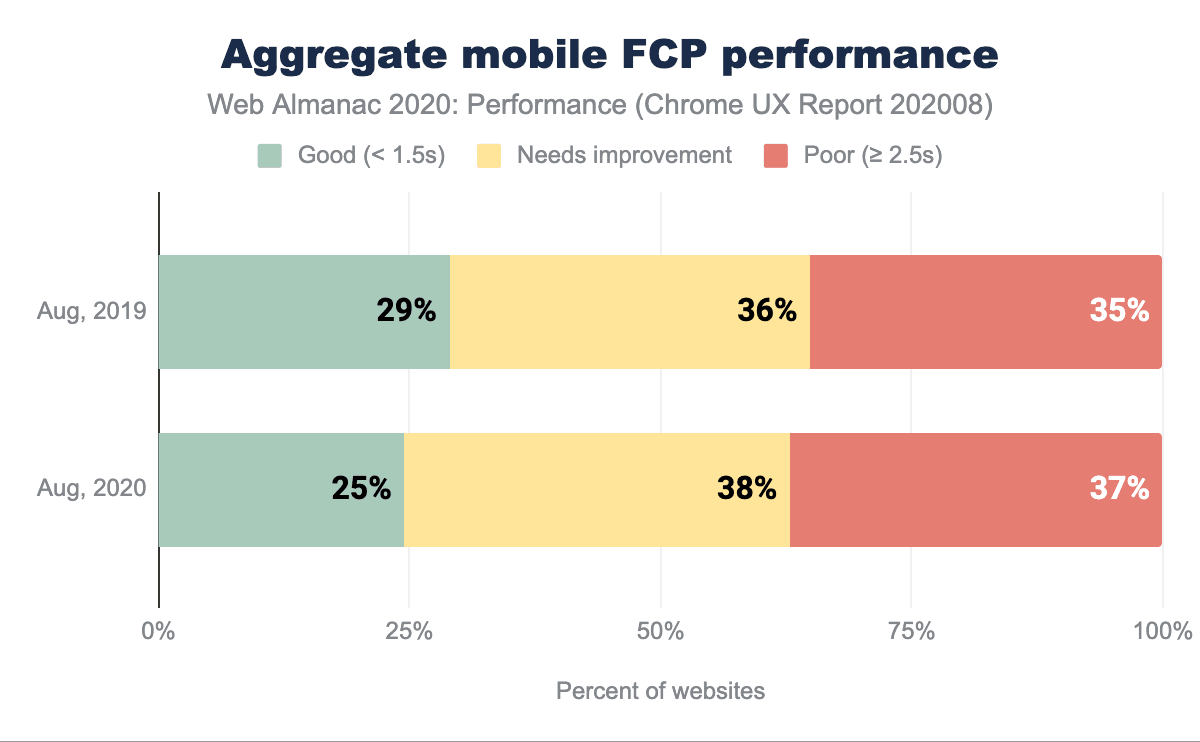 Aggregate mobile FCP performance
Web Almanac 2020: Performance (Chrome UX Report 202008)
Good (< 1.5s) Needs improvement Poor (≥ 2.5s)
Aug, 2019 29% 36% 35%
Aug, 2020 25% 38% 37%
0% 25% 50% 75% 100%
Percent of websites